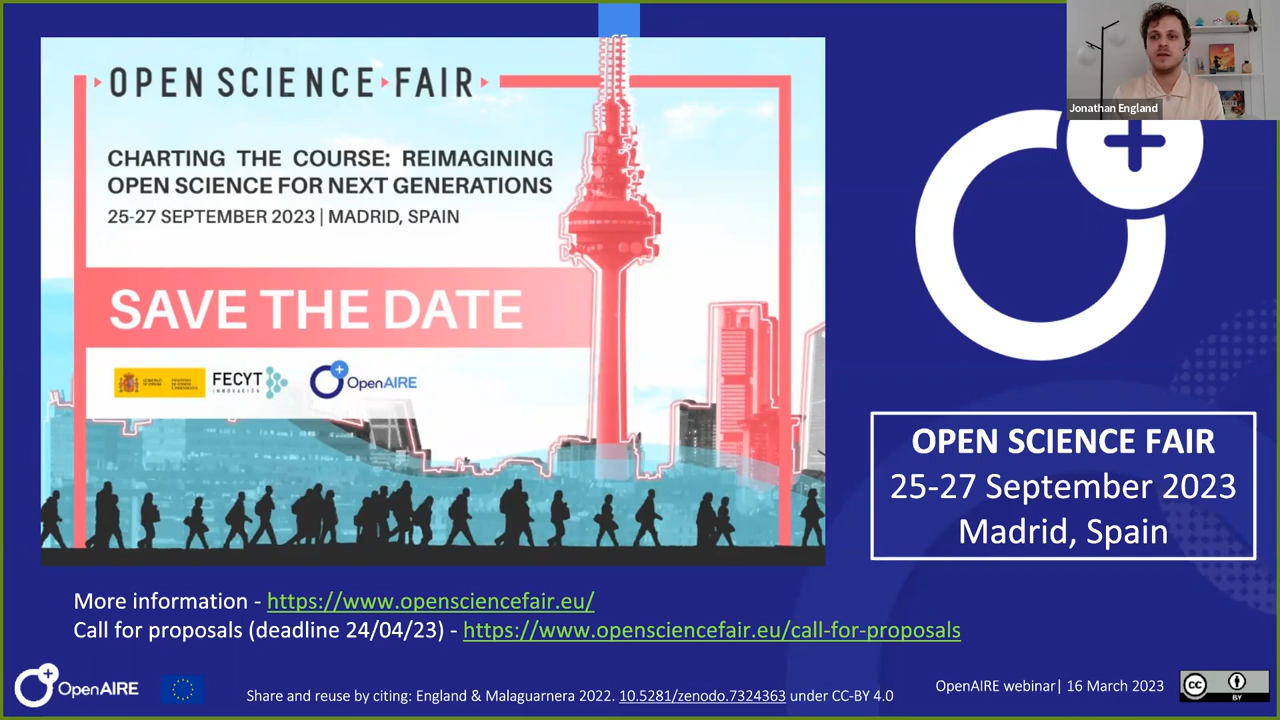 OPEN SCIENCE FAIR
CHARTING THE COURSE: REIMAGINING
OPEN SCIENCE FOR NEXT GENERATIONS
25-27 SEPTEMBER 2023 | MADRID, SPAIN
SAVE THE DATE
FECYT
INNOVACIÓN
OpenAIRE
Jonathan England
OPEN SCIENCE FAIR
25-27 September 2023
Madrid, Spain
More information - https://www.opensciencefair.eu/
Call for proposals (deadline 24/04/23) - https://www.opensciencefair.eu/call-for-proposals
OpenAIRE
Share and reuse by citing: England & Malaguarnera 2022. 10.5281/zenodo.7324363 under CC-BY 4.0
OpenAIRE webinar| 16 March 2023
CC
BY